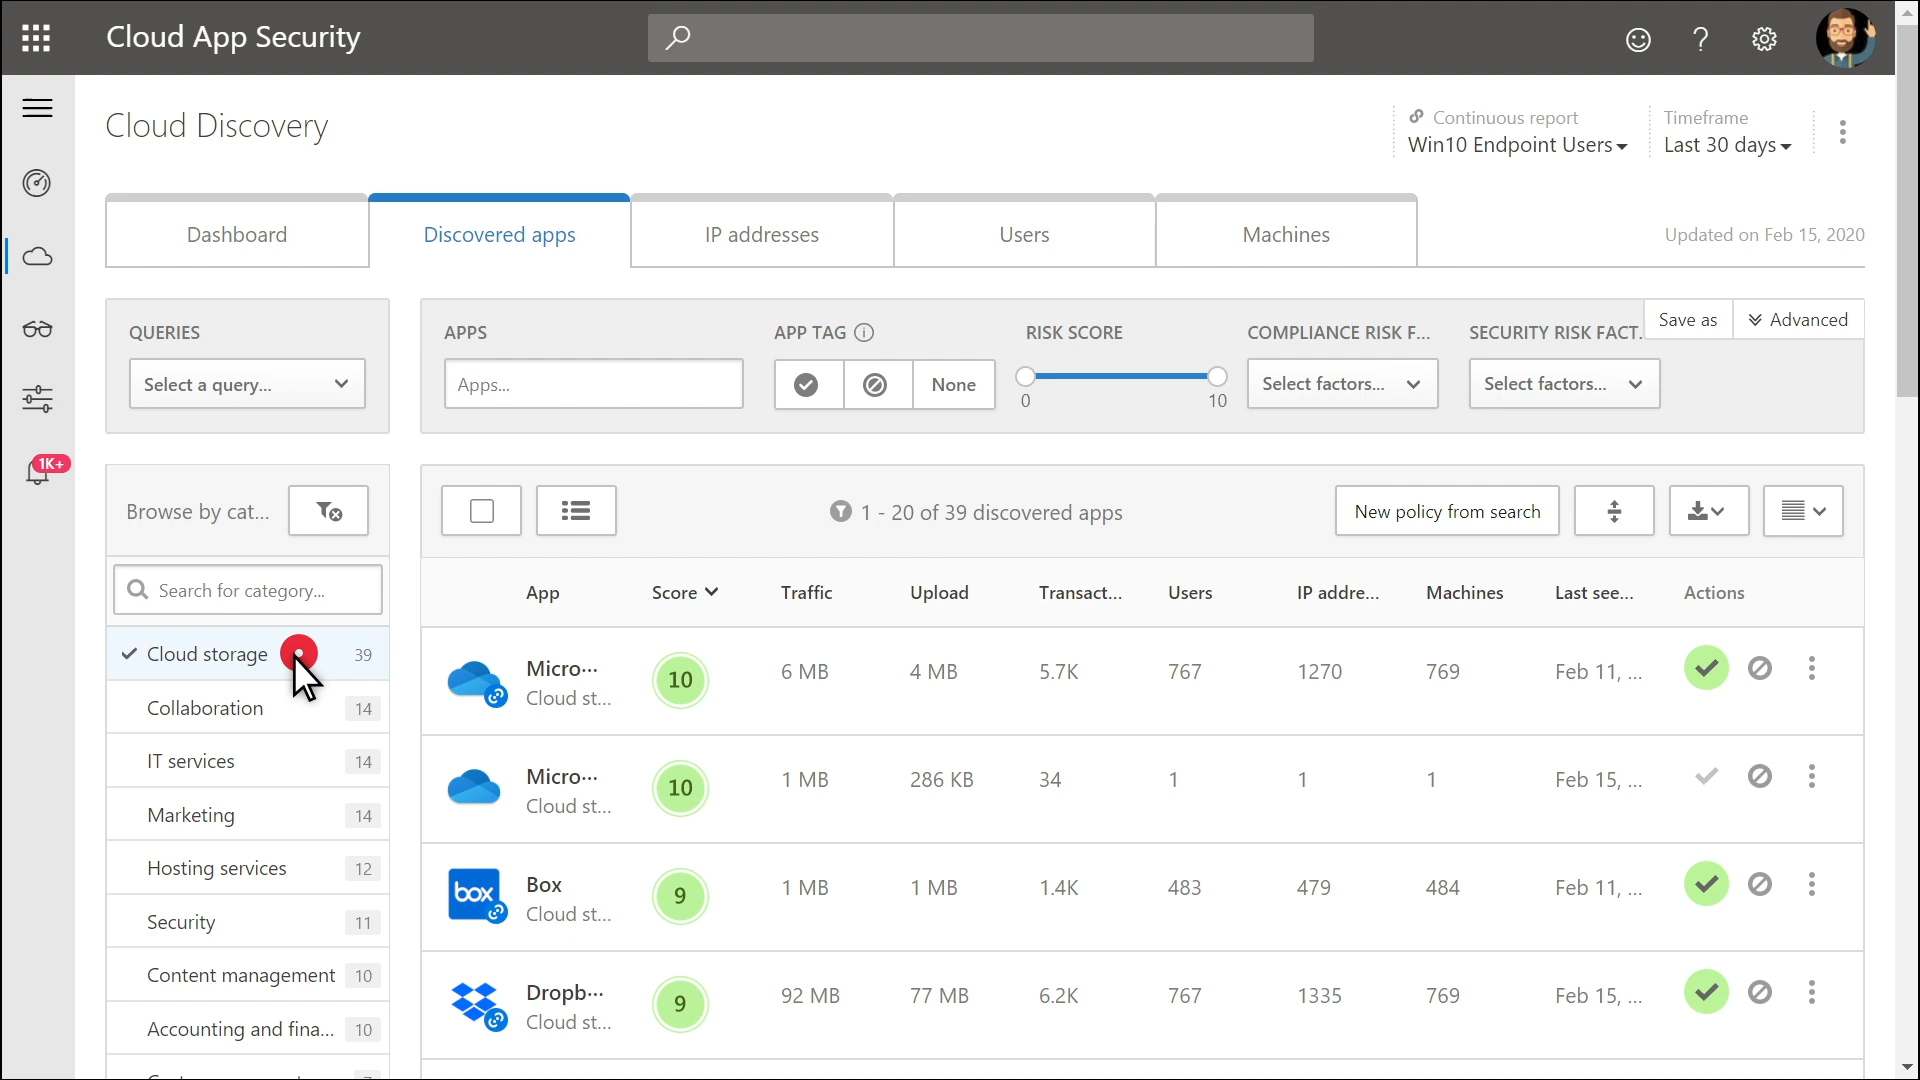 Cloud App Security
Cloud Discovery
Continuous report
Win10 Endpoint Users
Timeframe
Last 30 days
Dashboard
Discovered apps
IP addresses
Users
Machines
Updated on Feb 15, 2020
1K+
QUERIES
Select a query...
APPS
Apps...
APP TAG
None
RISK SCORE
0
10
COMPLIANCE RISK F...
Select factors...
SECURITY RISK FACT.
Select factors...
Save as
Advanced
Browse by cat...
Search for category...
Cloud storage 39
Collaboration 14
IT services 14
Marketing 14
Hosting services 12
Security 11
Content management 10
Accounting and fina... 10
1 - 20 of 39 discovered apps
New policy from search
App Score Traffic Upload Transact... Users IP addre... Machines Last see... Actions
Micro··· 10 6 MB 4 MB 5.7K 767 1270 769 Feb 11, ...
Cloud st...
Micro··· 10 1 MB 286 KB 34 1 1 1 Feb 15, ...
Cloud st...
box
Box 9 1 MB 1 MB 1.4K 483 479 484 Feb 11, ...
Cloud st...
Dropb··· 9 92 MB 77 MB 6.2K 767 1335 769 Feb 15, ...
Cloud st...